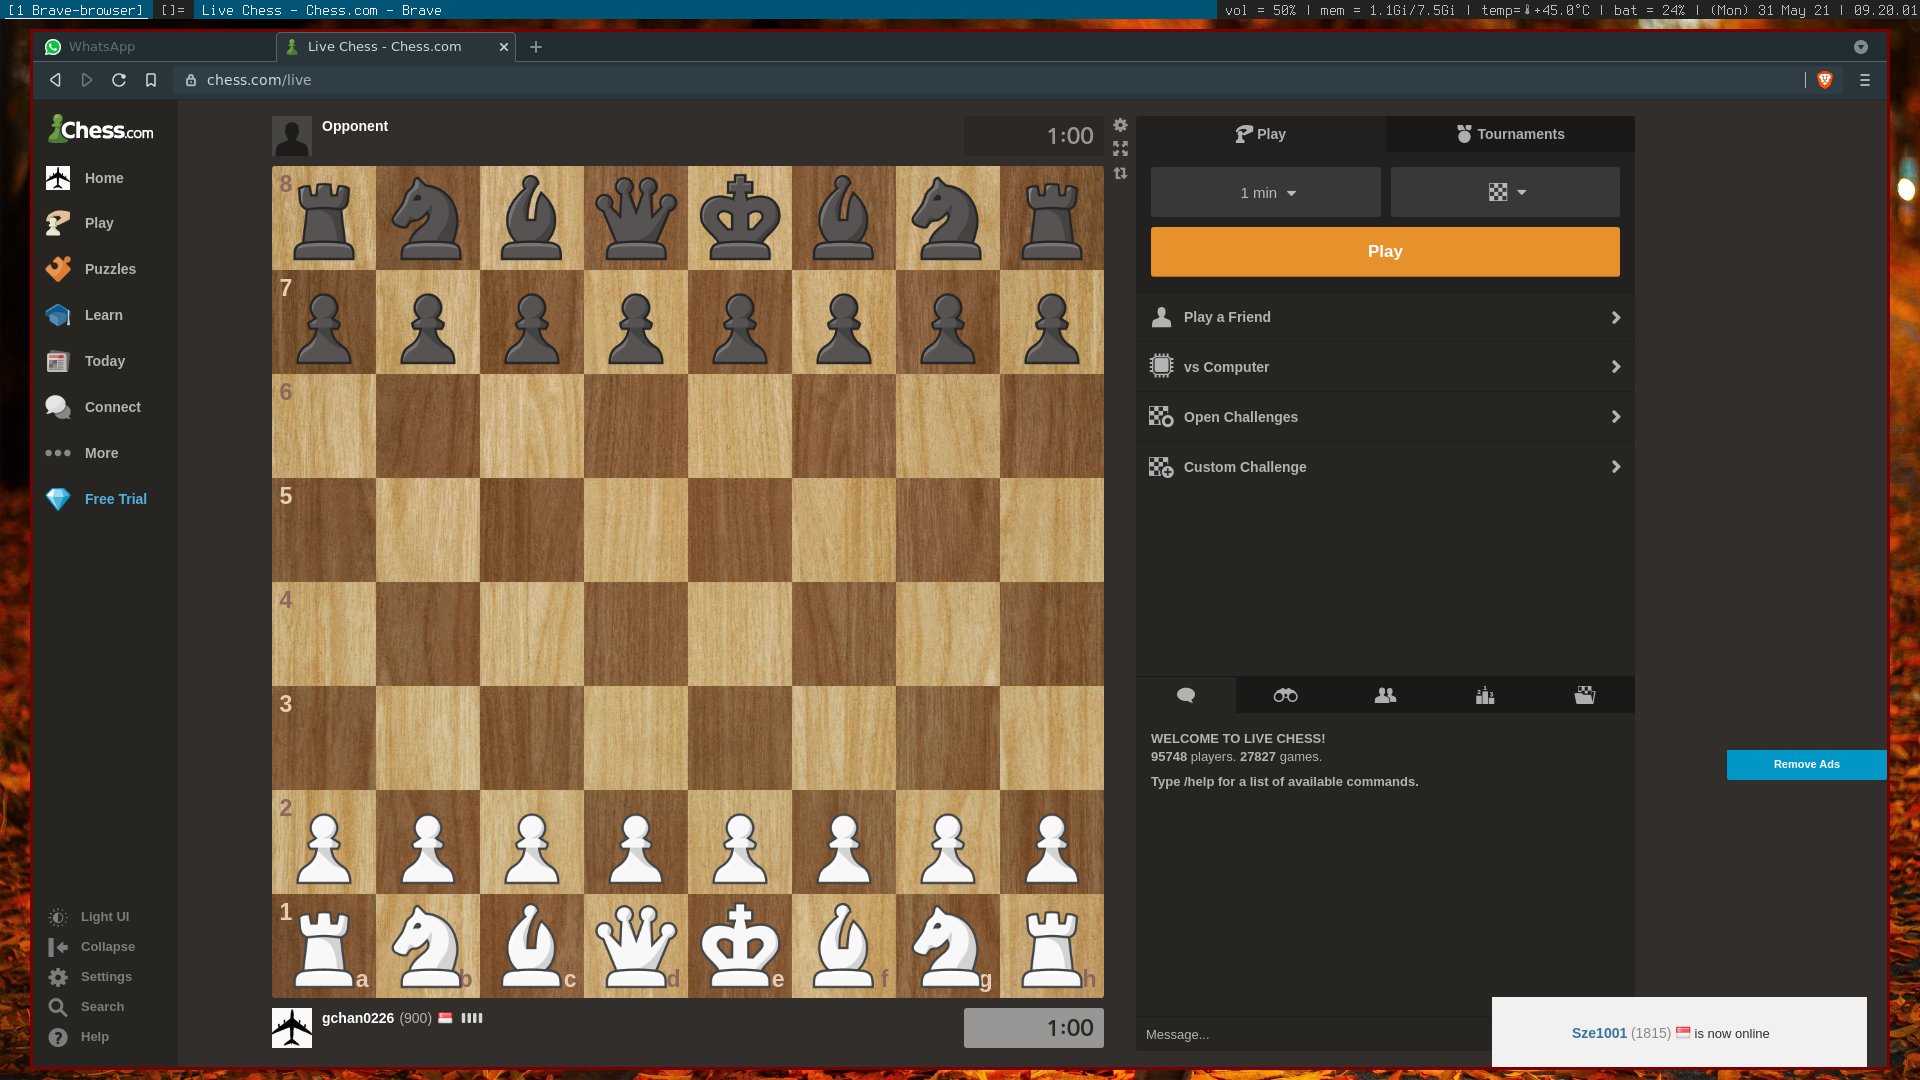 [1 Brave-browser]
[]=
Live Chess - Chess.com - Brave
vol = 50% | mem = 1.1Gi/7.5Gi | temp=🌡+45.0°C | bat = 24% | (Mon) 31 May 21 | 09.20.01
WhatsApp
Live Chess - Chess.com
chess.com/live
Chess.com
Home
Play
Puzzles
Learn
Today
Connect
More
Free Trial
Light UI
Collapse
Settings
Search
Help
Opponent
1:00
8
7
6
5
4
3
2
1
a b c d e f g h
gchan0226 (900)
1:00
Play
Tournaments
1 min
Play
Play a Friend
vs Computer
Open Challenges
Custom Challenge
WELCOME TO LIVE CHESS!
95748 players. 27827 games.
Type /help for a list of available commands.
Message...
Remove Ads
Sze1001 (1815) is now online